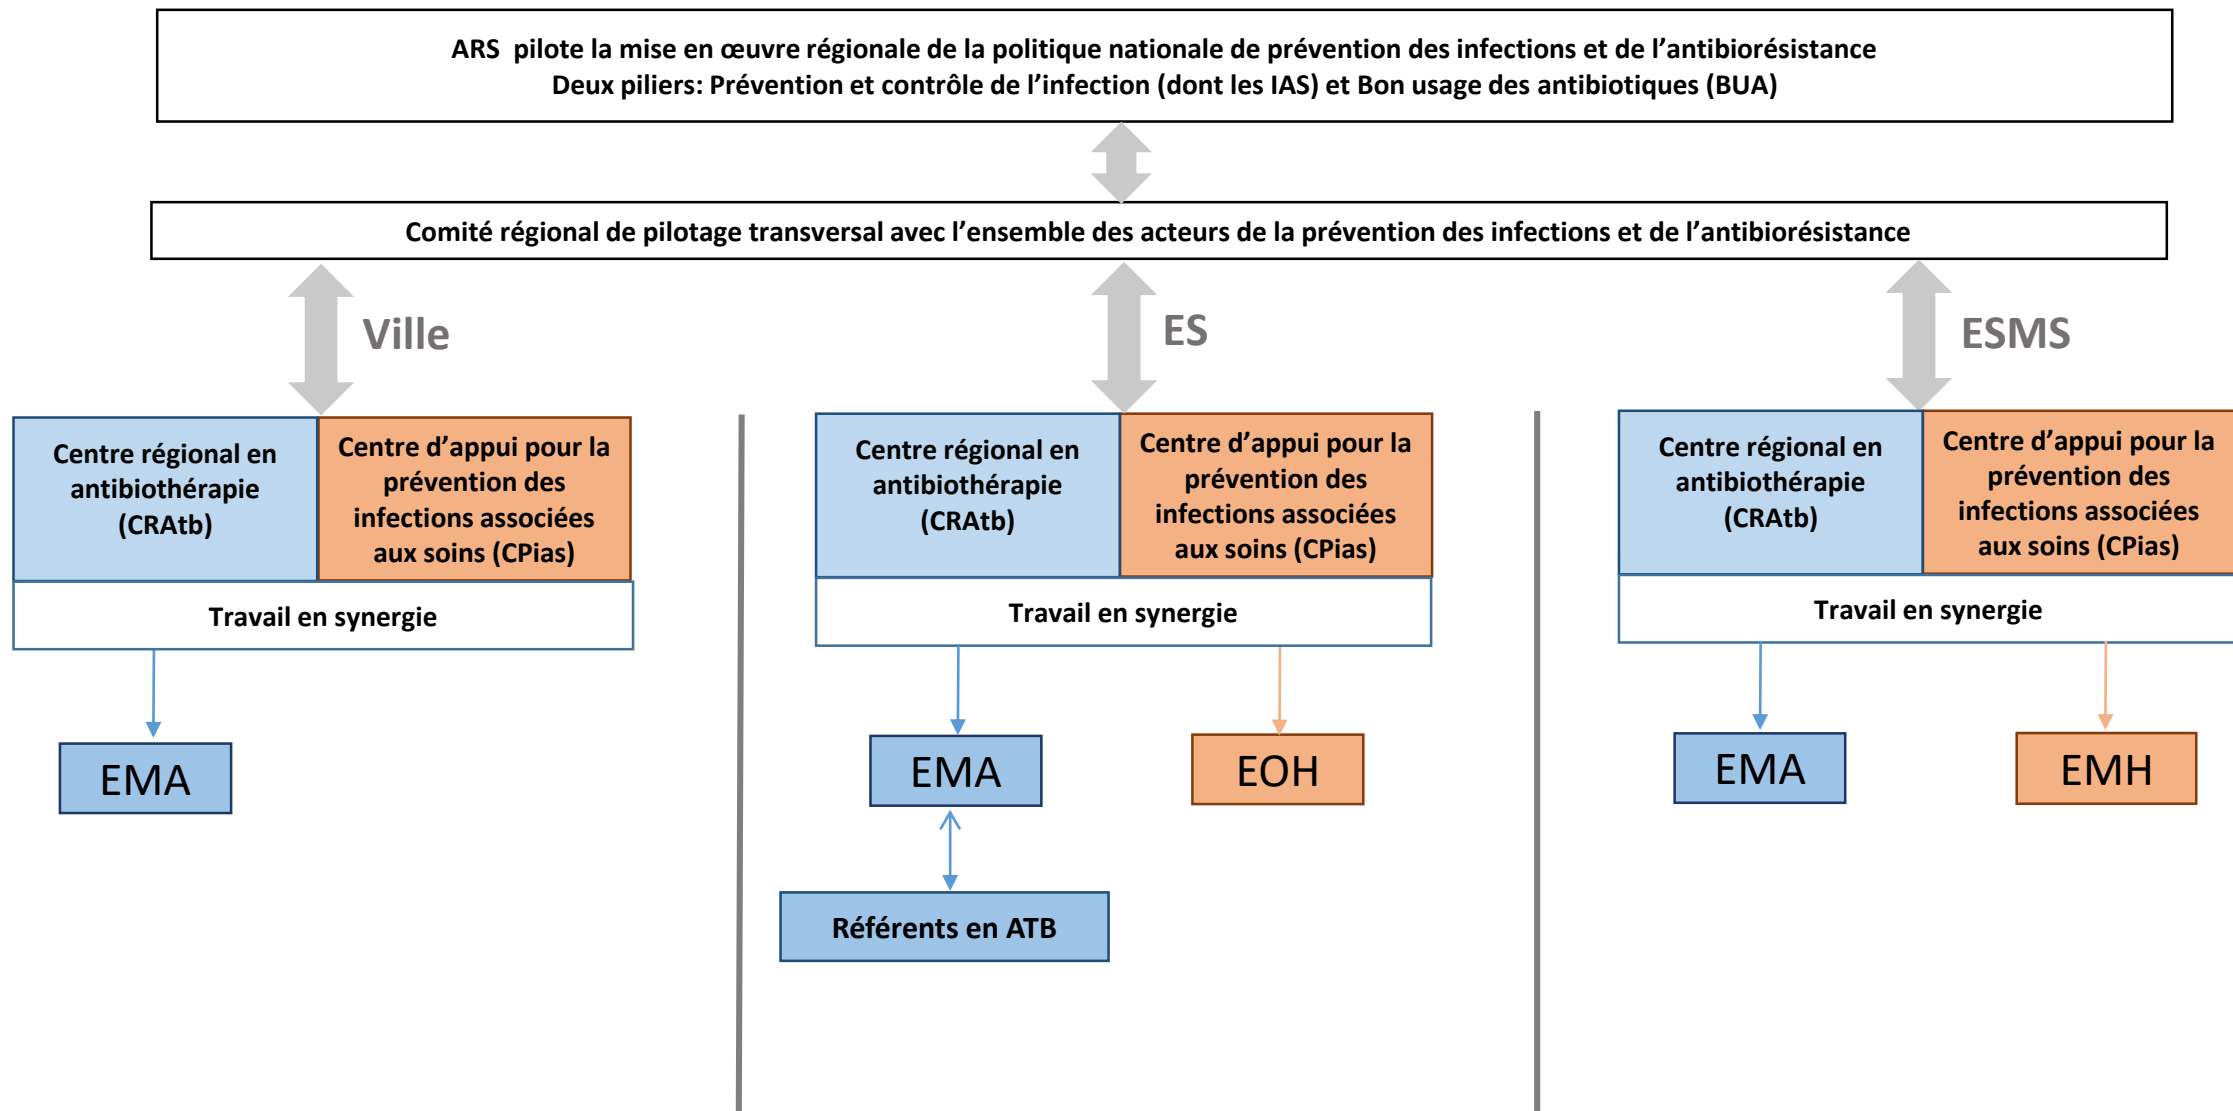 ARS pilote la mise en œuvre régionale de la politique nationale de prévention des infections et de l'antibiorésistance
Deux piliers: Prévention et contrôle de l'infection (dont les IAS) et Bon usage des antibiotiques (BUA)
Comité régional de pilotage transversal avec l'ensemble des acteurs de la prévention des infections et de l'antibiorésistance
Ville
ES
ESMS
Centre régional en
antibiothérapie
(CRAtb)
Centre d'appui pour la
prévention des
infections associées
aux soins (CPias)
Travail en synergie
EMA
Centre régional en
antibiothérapie
(CRAtb)
Centre d'appui pour la
prévention des
infections associées
aux soins (CPias)
Travail en synergie
EMA
EOH
Référents en ATB
Centre régional en
antibiothérapie
(CRAtb)
Centre d'appui pour la
prévention des
infections associées
aux soins (CPias)
Travail en synergie
EMA
EMH